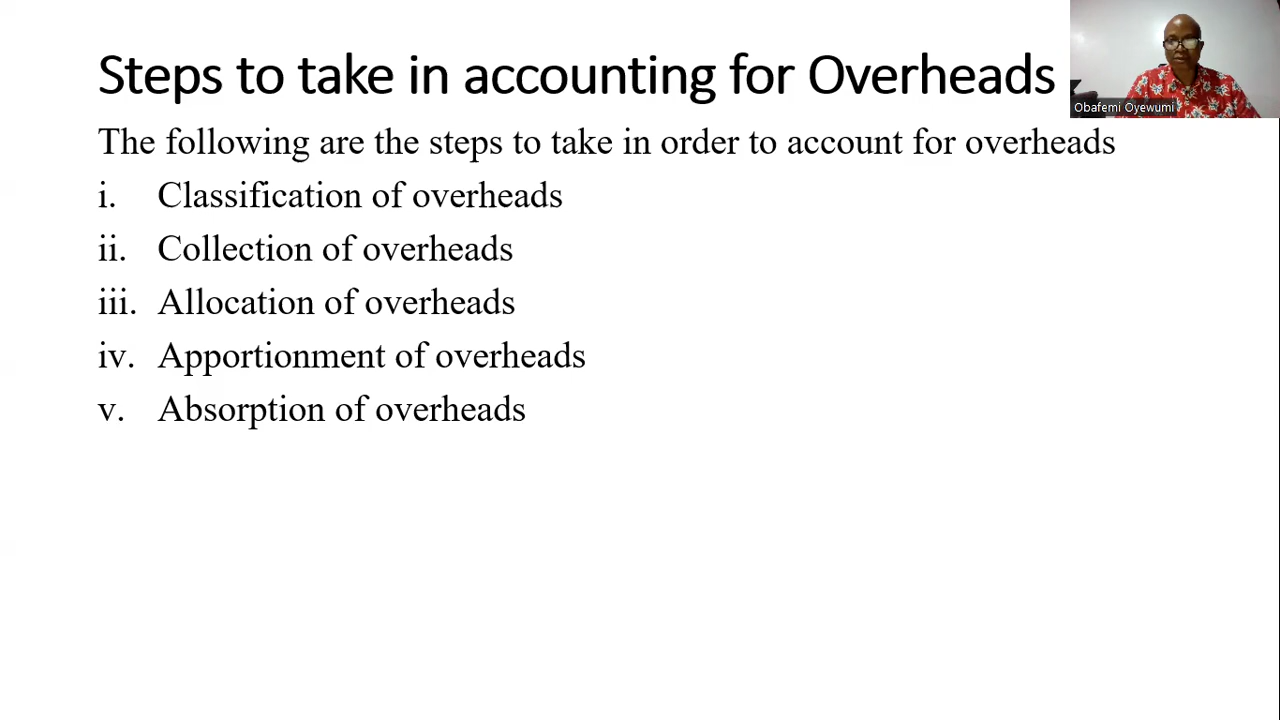 Steps to take in accounting for Overheads
Obafemi Oyewumi
The following are the steps to take in order to account for overheads
i. Classification of overheads
ii. Collection of overheads
iii. Allocation of overheads
iv. Apportionment of overheads
v. Absorption of overheads